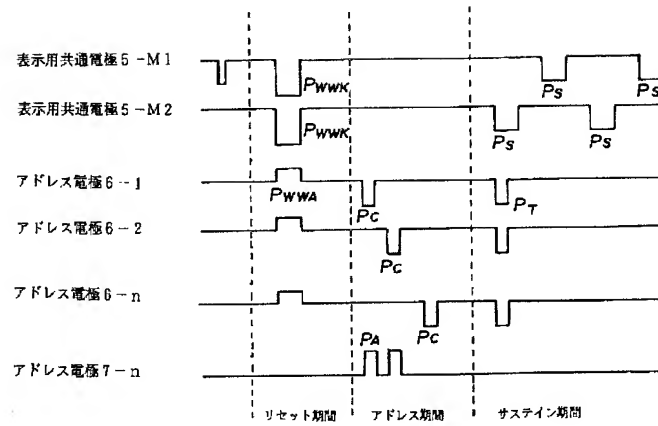 表示用共通電極5-M1
PWWK
PS
PS
表示用共通電極5-M2
PWWK
PS
PS
アドレス電極6-1
PWWA
PC
PT
アドレス電極6-2
PC
アドレス電極6-n
PC
アドレス電極7-n
PA
リセット期間 アドレス期間 サステイン期間